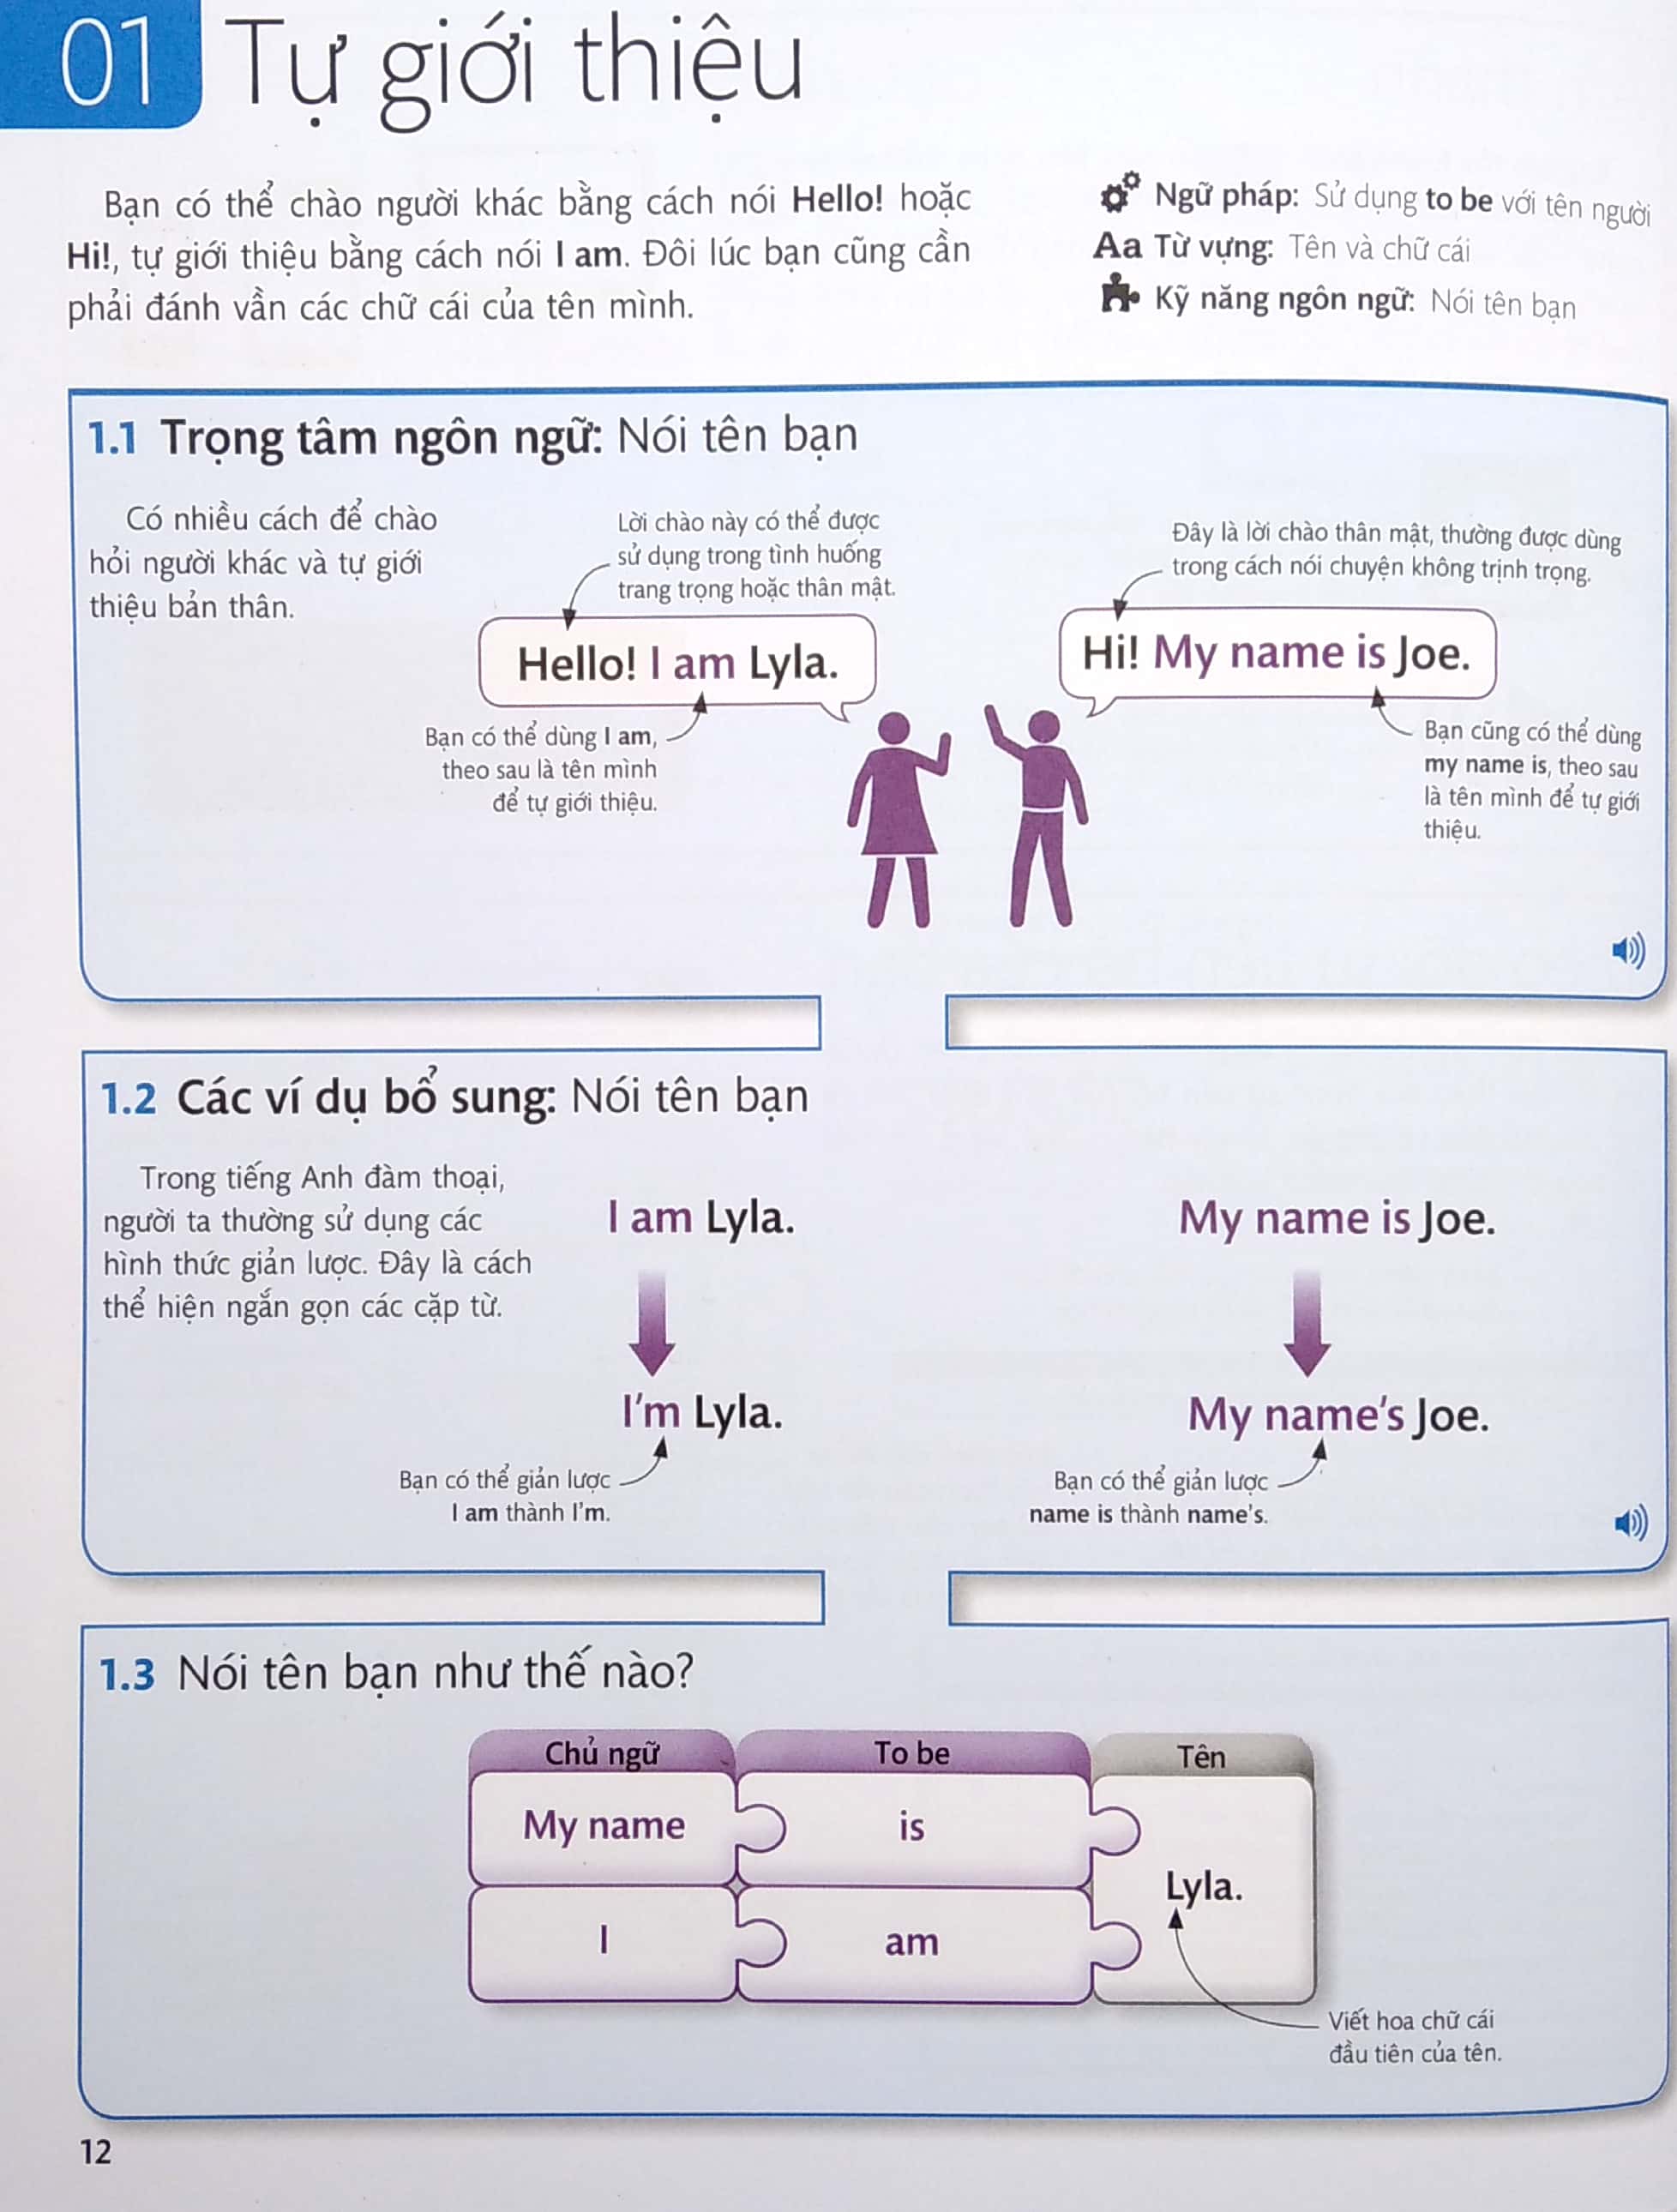 01 Tự giới thiệu
Bạn có thể chào người khác bằng cách nói Hello! hoặc
Hi!, tự giới thiệu bằng cách nói I am. Đôi lúc bạn cũng cần
phải đánh vần các chữ cái của tên mình.
Ngữ pháp: Sử dụng to be với tên người
Aa Từ vựng: Tên và chữ cái
Kỹ năng ngôn ngữ: Nói tên bạn
1.1 Trọng tâm ngôn ngữ: Nói tên bạn
Có nhiều cách để chào
hỏi người khác và tự giới
thiệu bản thân.
Lời chào này có thể được
sử dụng trong tình huống
trang trọng hoặc thân mật.
Hello! I am Lyla.
Bạn có thể dùng I am,
theo sau là tên mình
để tự giới thiệu.
Đây là lời chào thân mật, thường được dùng
trong cách nói chuyện không trịnh trọng.
Hi! My name is Joe.
Bạn cũng có thể dùng
my name is, theo sau
là tên mình để tự giới
thiệu.
1.2 Các ví dụ bổ sung: Nói tên bạn
Trong tiếng Anh đàm thoại,
người ta thường sử dụng các
hình thức giản lược. Đây là cách
thể hiện ngắn gọn các cặp từ.
I am Lyla.
I'm Lyla.
Bạn có thể giản lược
I am thành I'm.
My name is Joe.
My name's Joe.
Bạn có thể giản lược
name is thành name's.
1.3 Nói tên bạn như thế nào?
Chủ ngữ To be Tên
My name is
Lyla.
I am
Viết hoa chữ cái
đầu tiên của tên.
12